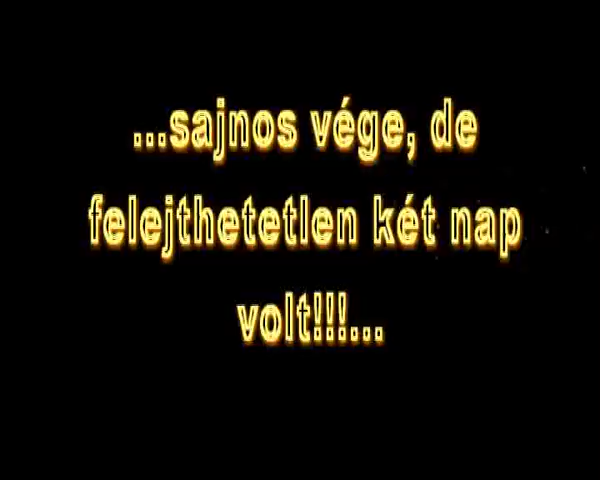 ...sajnos vége, de
felejthetetlen két nap
volt!!!...